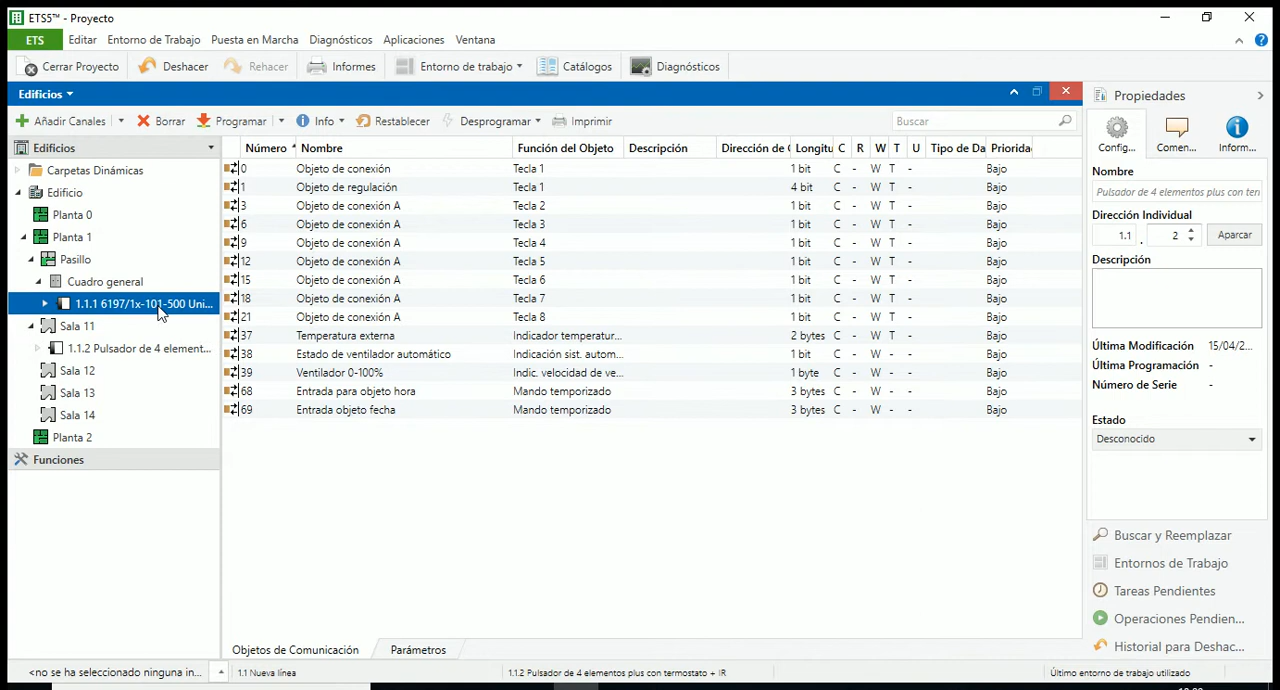 ETS5™ - Proyecto
ETS Editar Entorno de Trabajo Puesta en Marcha Diagnósticos Aplicaciones Ventana
Cerrar Proyecto Deshacer Rehacer Informes Entorno de trabajo Catálogos Diagnósticos
Edificios
Añadir Canales Borrar Programar Info Restablecer Desprogramar Imprimir Buscar
Edificios
Carpetas Dinámicas
Edificio
Planta 0
Planta 1
Pasillo
Cuadro general
1.1.1 6197/1x-101-500 Uni...
Sala 11
1.1.2 Pulsador de 4 element...
Sala 12
Sala 13
Sala 14
Planta 2
Funciones
Número Nombre Función del Objeto Descripción Dirección de Longitu C R W T U Tipo de Da Priorida
0 Objeto de conexión Tecla 1 1 bit C - W T - Bajo
1 Objeto de regulación Tecla 1 4 bit C - W T - Bajo
3 Objeto de conexión A Tecla 2 1 bit C - W T - Bajo
6 Objeto de conexión A Tecla 3 1 bit C - W T - Bajo
9 Objeto de conexión A Tecla 4 1 bit C - W T - Bajo
12 Objeto de conexión A Tecla 5 1 bit C - W T - Bajo
15 Objeto de conexión A Tecla 6 1 bit C - W T - Bajo
18 Objeto de conexión A Tecla 7 1 bit C - W T - Bajo
21 Objeto de conexión A Tecla 8 1 bit C - W T - Bajo
37 Temperatura externa Indicador temperatur... 2 bytes C - W T - Bajo
38 Estado de ventilador automático Indicación sist. autom... 1 bit C - W - - Bajo
39 Ventilador 0-100% Indic. velocidad de ve... 1 byte C - W - - Bajo
68 Entrada para objeto hora Mando temporizado 3 bytes C - W - - Bajo
69 Entrada objeto fecha Mando temporizado 3 bytes C - W - - Bajo
Objetos de Comunicación Parámetros
Propiedades
Config... Comen... Inform...
Nombre
Pulsador de 4 elementos plus con ten
Dirección Individual
1.1 . 2 Aparcar
Descripción
Última Modificación 15/04/2...
Última Programación -
Número de Serie -
Estado
Desconocido
Buscar y Reemplazar
Entornos de Trabajo
Tareas Pendientes
Operaciones Pendien...
Historial para Deshac...
<no se ha seleccionado ninguna in... 1.1 Nueva línea 1.1.2 Pulsador de 4 elementos plus con termostato + IR Último entorno de trabajo utilizado